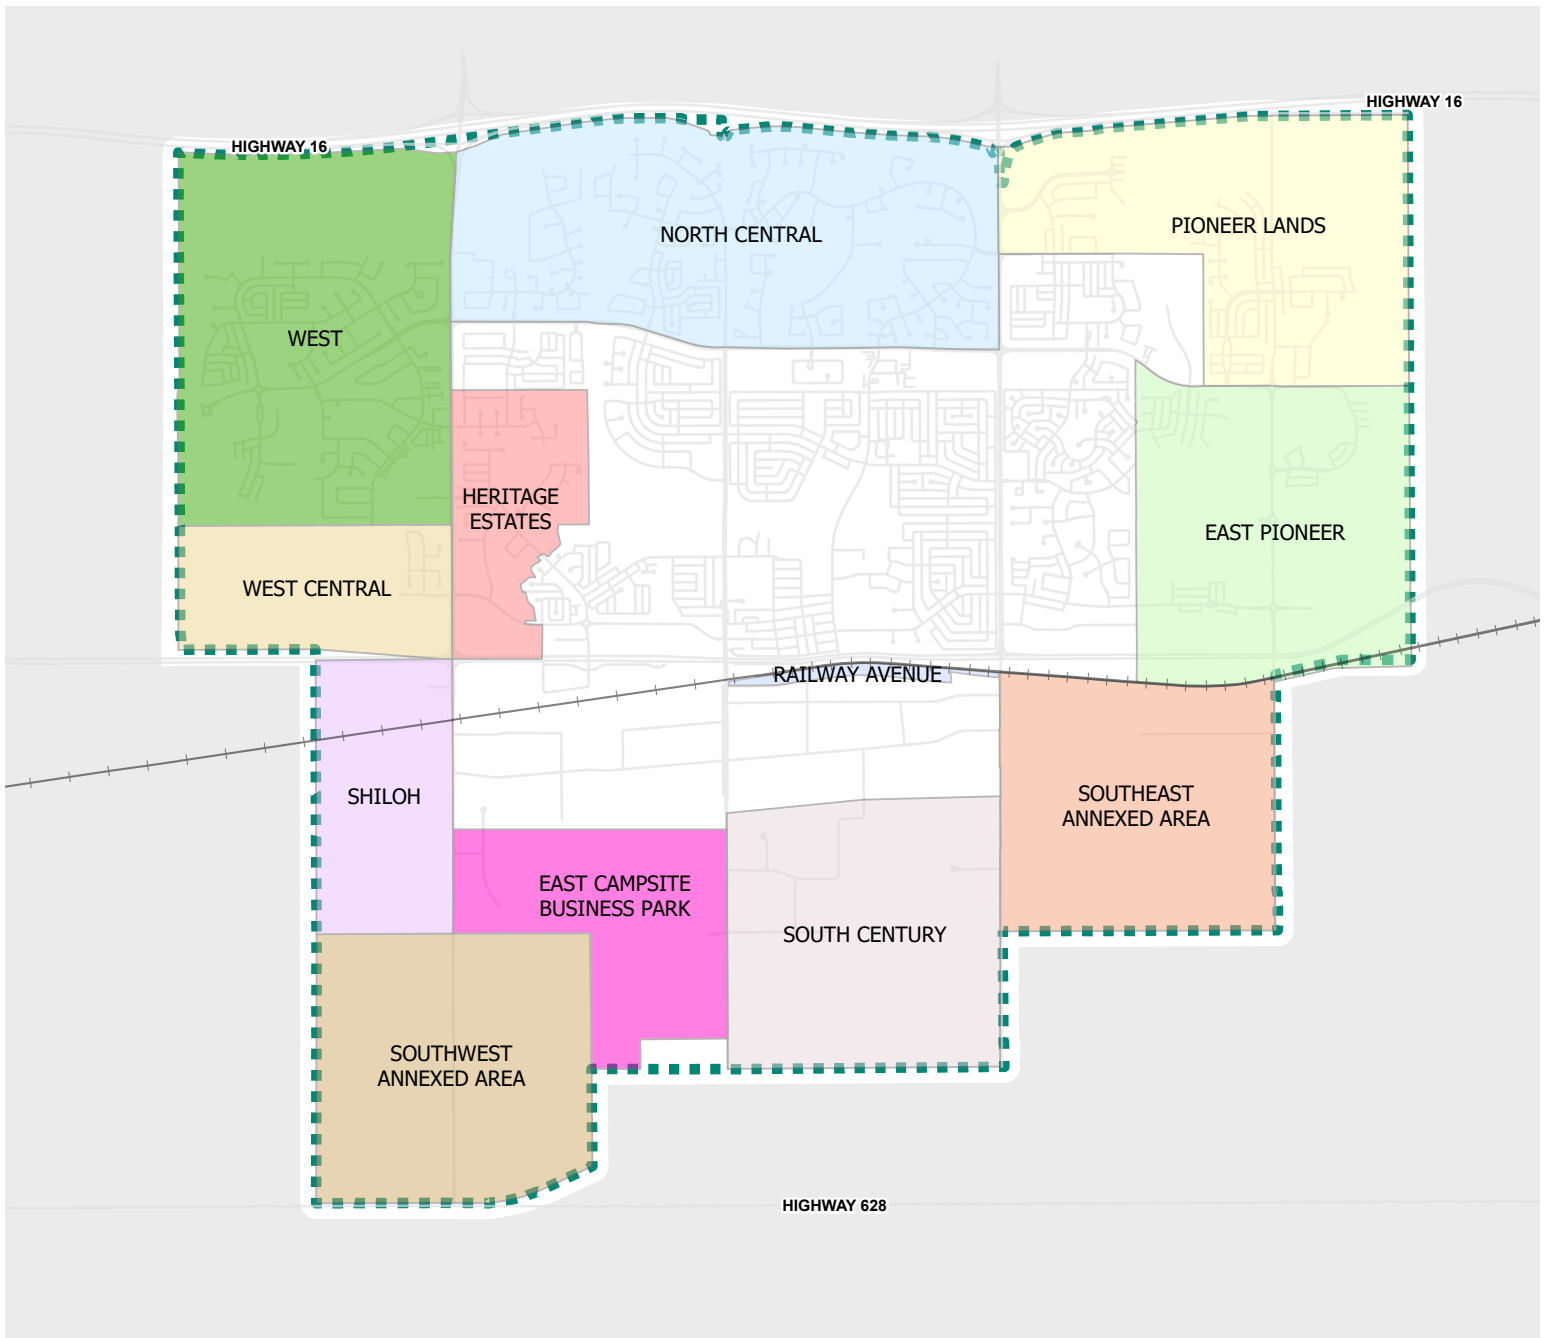 HIGHWAY 16
HIGHWAY 16
PIONEER LANDS
NORTH CENTRAL
WEST
HERITAGE
ESTATES
EAST PIONEER
WEST CENTRAL
RAILWAY AVENUE
SHILOH
SOUTHEAST
ANNEXED AREA
EAST CAMPSITE
BUSINESS PARK
SOUTH CENTURY
SOUTHWEST
ANNEXED AREA
HIGHWAY 628